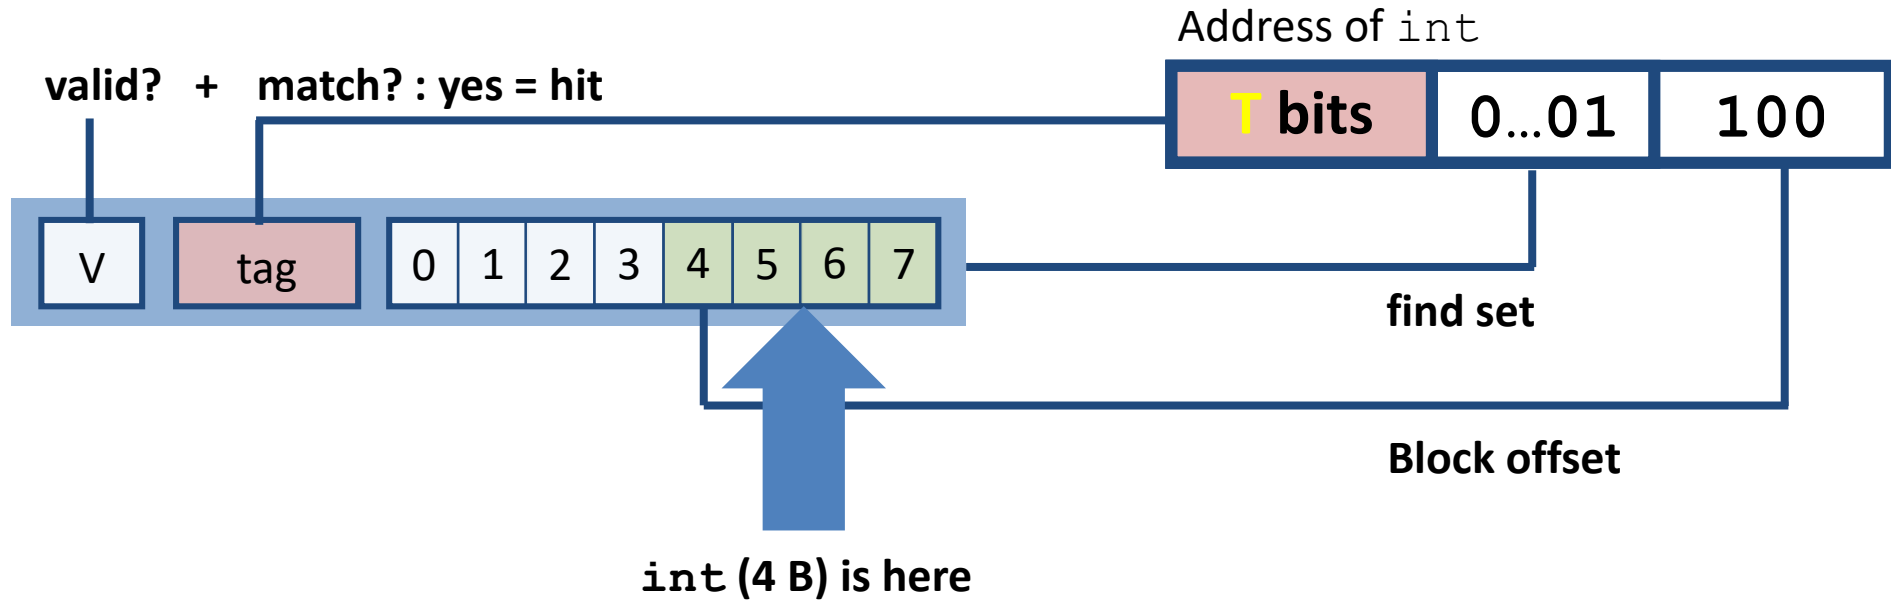 Address of int
valid? + match? : yes = hit
T bits 0...01 100
V tag 0 1 2 3 4 5 6 7
find set
Block offset
int (4 B) is here